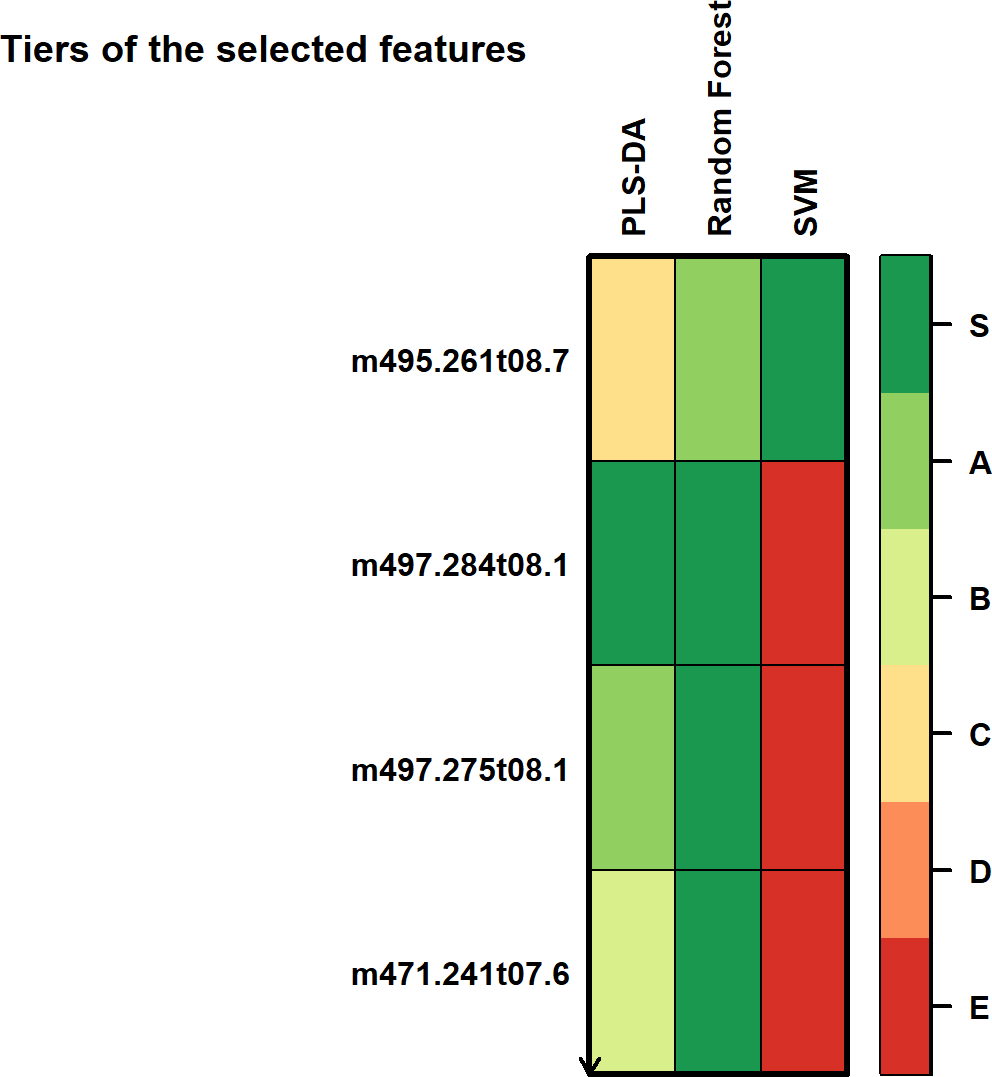 Tiers of the selected features
PLS-DA
Random Forest
SVM
m495.261t08.7
m497.284t08.1
m497.275t08.1
m471.241t07.6
S
A
B
C
D
E